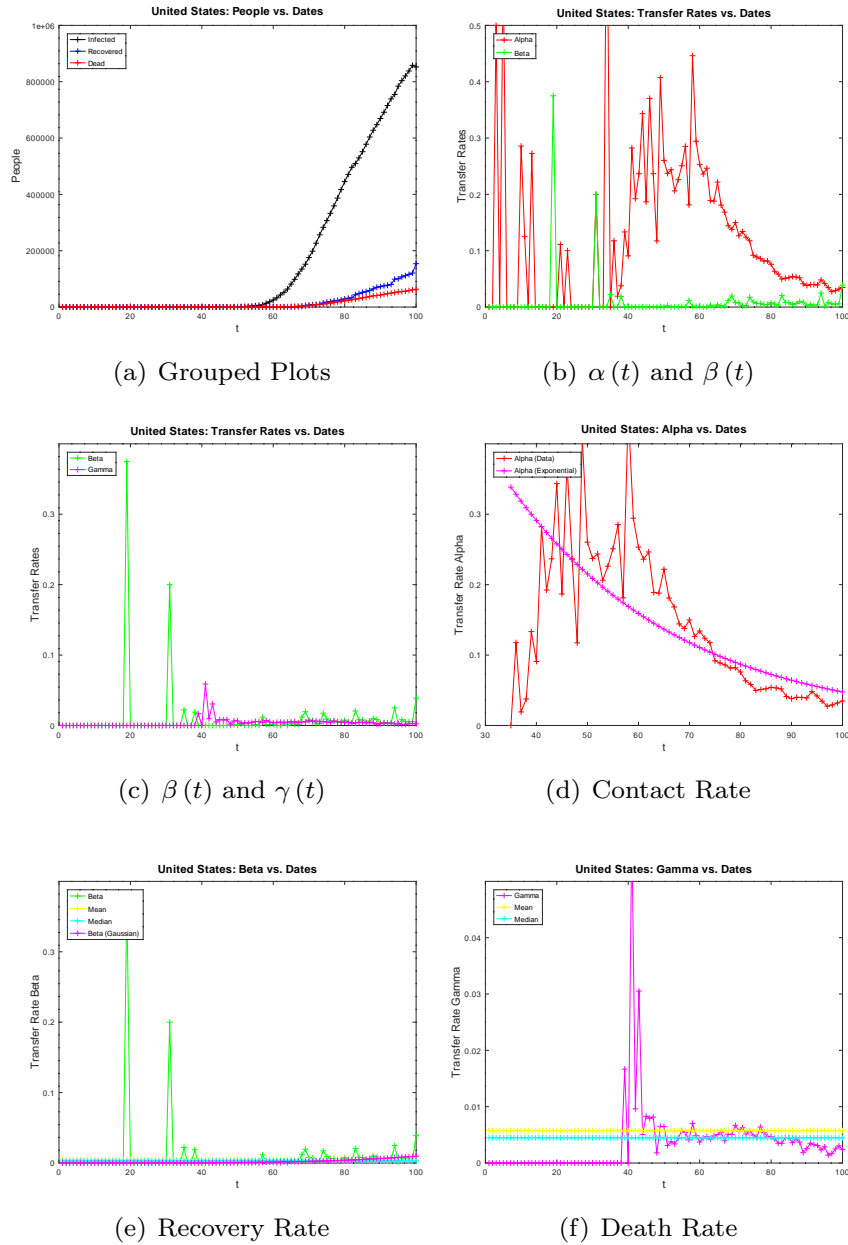 United States: People vs. Dates
Infected
Recovered
Dead
1e+06
800000
600000
400000
200000
0
People
0 20 40 60 80 100
t
(a) Grouped Plots
United States: Transfer Rates vs. Dates
Alpha
Beta
0.5
0.4
0.3
0.2
0.1
0
Transfer Rates
0 20 40 60 80 100
t
(b) α (t) and β (t)
United States: Transfer Rates vs. Dates
Beta
Gamma
0.3
0.2
0.1
0
Transfer Rates
0 20 40 60 80 100
t
(c) β (t) and γ (t)
United States: Alpha vs. Dates
Alpha (Data)
Alpha (Exponential)
0.3
0.2
0.1
0
Transfer Rate Alpha
30 40 50 60 70 80 90 100
t
(d) Contact Rate
United States: Beta vs. Dates
Beta
Mean
Median
Beta (Gaussian)
0.3
0.2
0.1
0
Transfer Rate Beta
0 20 40 60 80 100
t
(e) Recovery Rate
United States: Gamma vs. Dates
Gamma
Mean
Median
0.04
0.03
0.02
0.01
0
Transfer Rate Gamma
0 20 40 60 80 100
t
(f) Death Rate